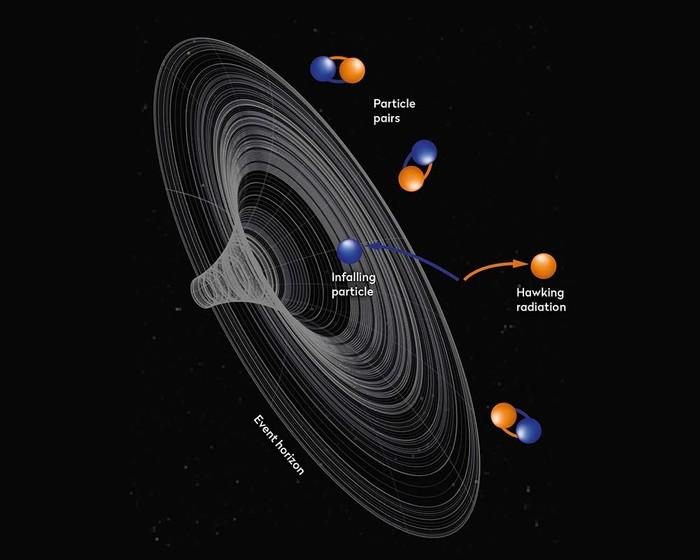 Particle
pairs
Infalling
particle
Hawking
radiation
Event horizon